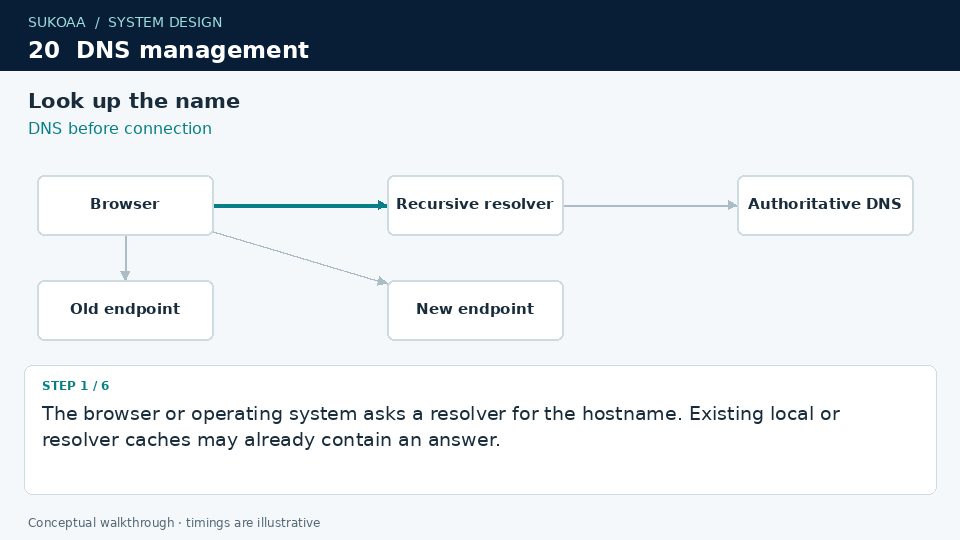 SUKOAA / SYSTEM DESIGN
20 DNS management
Look up the name
DNS before connection
Browser
Recursive resolver
Authoritative DNS
Old endpoint
New endpoint
STEP 1 / 6
The browser or operating system asks a resolver for the hostname. Existing local or
resolver caches may already contain an answer.
Conceptual walkthrough · timings are illustrative